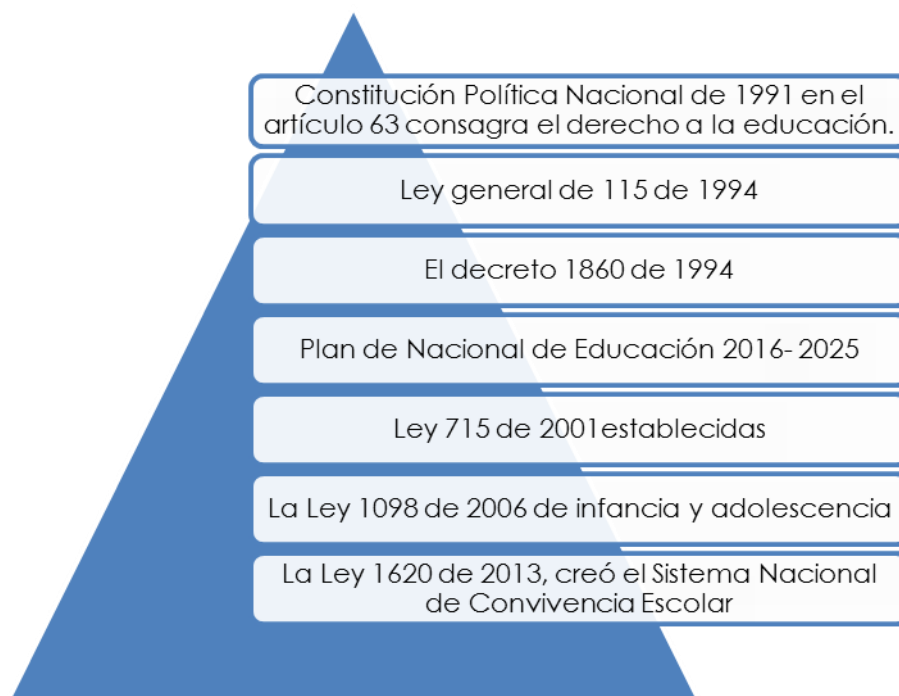 Constitución Política Nacional de 1991 en el
artículo 63 consagra el derecho a la educación.
Ley general de 115 de 1994
El decreto 1860 de 1994
Plan de Nacional de Educación 2016- 2025
Ley 715 de 2001establecidas
La Ley 1098 de 2006 de infancia y adolescencia
La Ley 1620 de 2013, creó el Sistema Nacional
de Convivencia Escolar